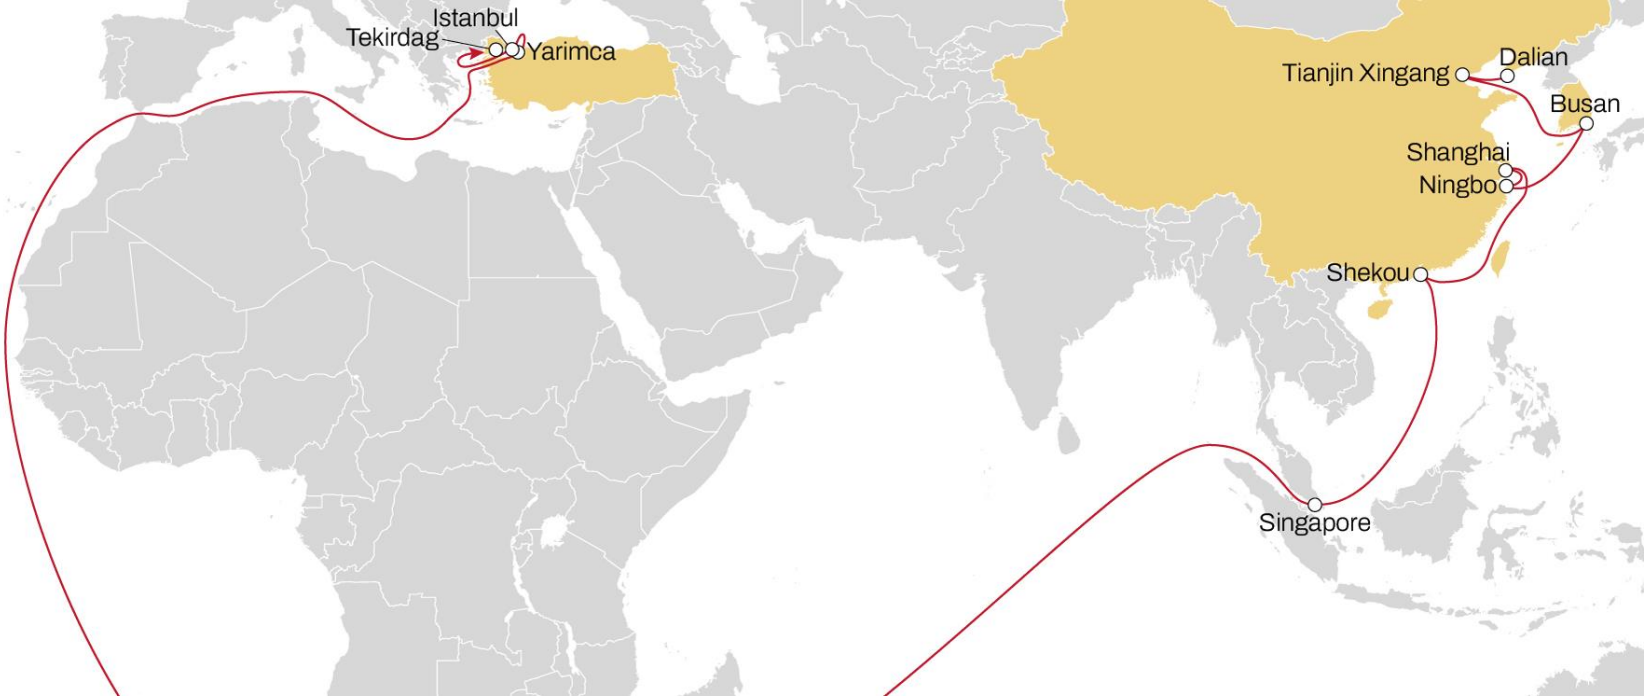 Istanbul
Tekirdag
Yarimca
Dalian
Tianjin Xingang
Busan
Shanghai
Ningbo
Shekou
Singapore